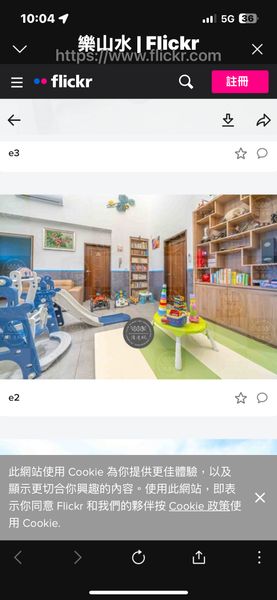 10:04
5G
36
樂山水 | Flickr
https://www.flickr.com
flickr
註冊
e3
e2
此網站使用 Cookie 為你提供更佳體驗，以及
顯示更切合你興趣的內容。使用此網站，即表
示你同意 Flickr 和我們的夥伴按 Cookie 政策使
用 Cookie.